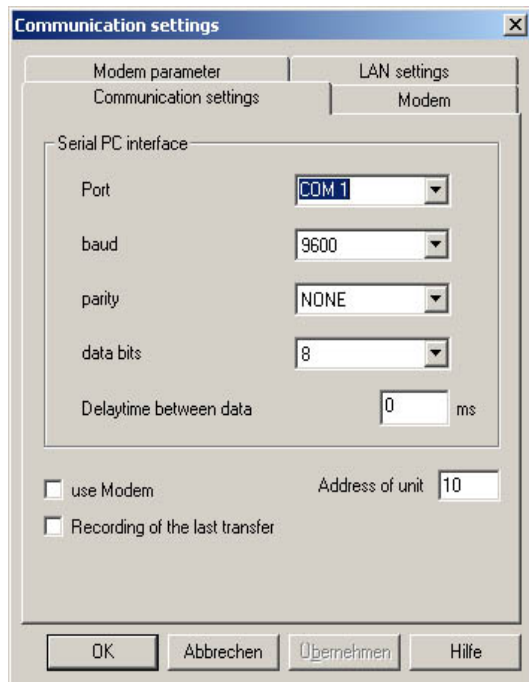 Communication settings
Modem parameter
LAN settings
Communication settings
Modem
Serial PC interface
Port
COM 1
baud
9600
parity
NONE
data bits
8
Delaytime between data
0
ms
use Modem
Address of unit
10
Recording of the last transfer
OK
Abbrechen
Übernehmen
Hilfe